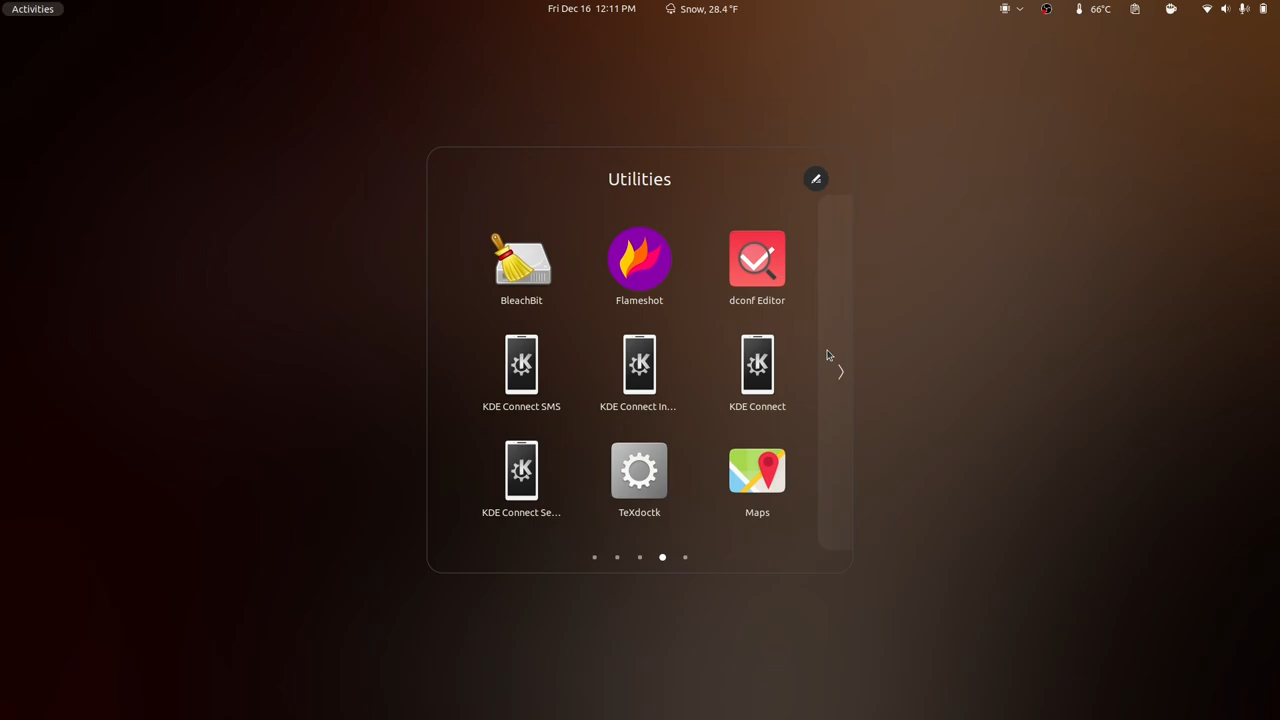 Activities
Fri Dec 16 12:11 PM
Snow, 28.4 °F
66°C
Utilities
BleachBit
Flameshot
dconf Editor
KDE Connect SMS
KDE Connect In...
KDE Connect
KDE Connect Se...
TeXdoctk
Maps